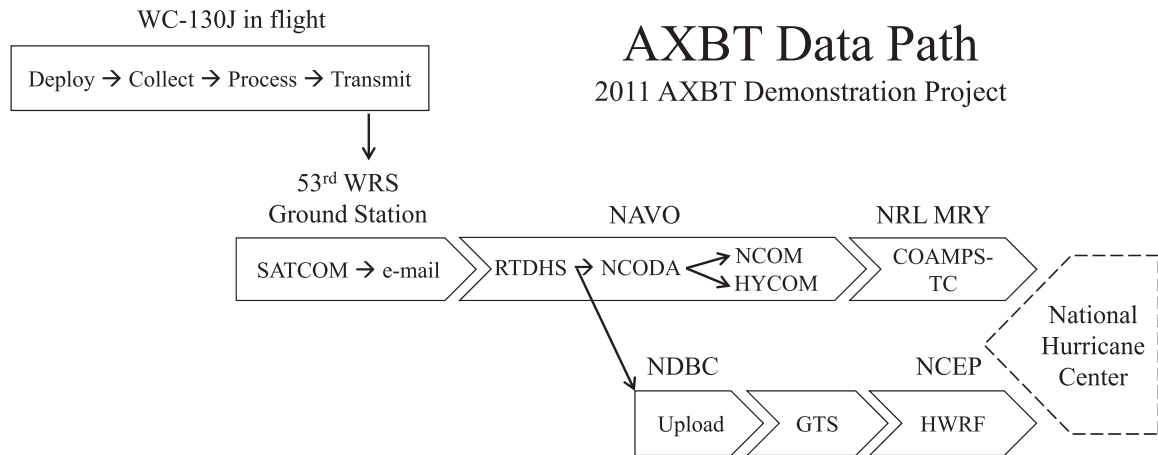 WC-130J in flight
Deploy → Collect → Process → Transmit
AXBT Data Path
2011 AXBT Demonstration Project
53rd WRS
Ground Station
SATCOM → e-mail
NAVO
RTDHS → NCODA
NCOM
HYCOM
NRL MRY
COAMPS-
TC
NDBC
Upload
GTS
NCEP
HWRF
National
Hurricane
Center